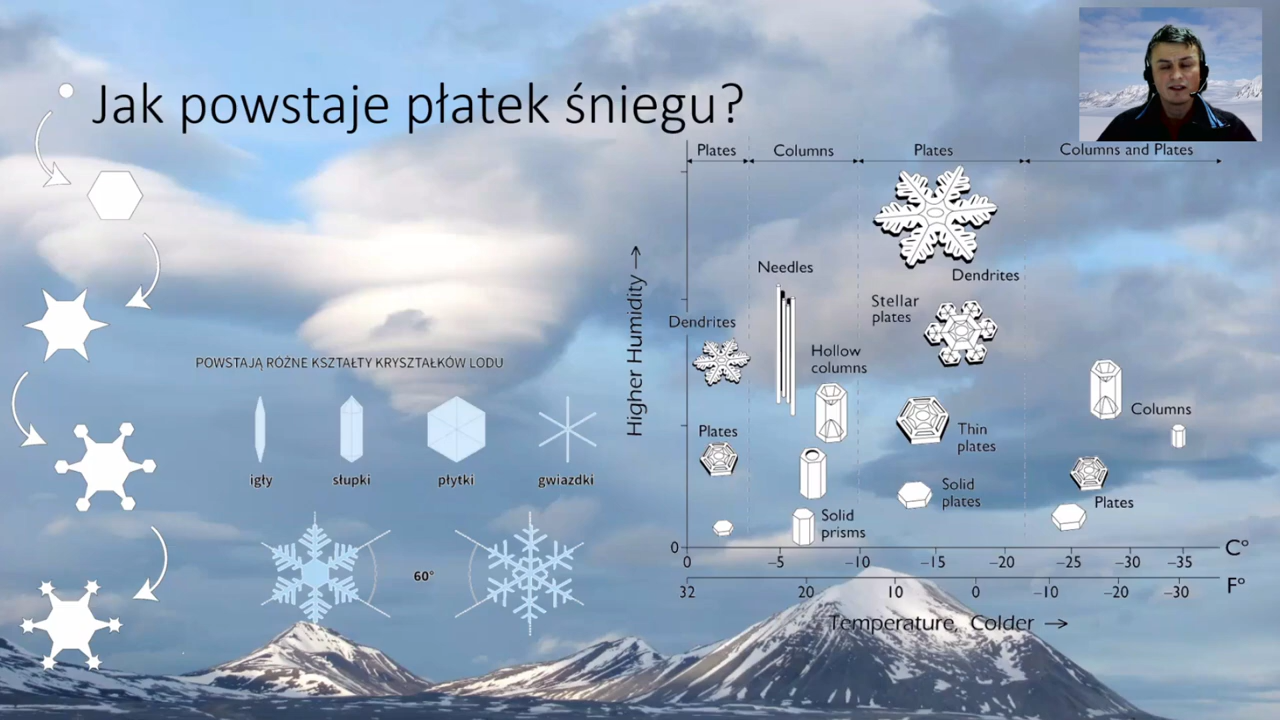 Jak powstaje płatek śniegu?
POWSTAJĄ RÓŻNE KSZTAŁTY KRYSZTAŁKÓW LODU
igły słupki płytki gwiazdki
60°
Plates Columns Plates Columns and Plates
Higher Humidity →
Needles
Dendrites
Plates
Hollow
columns
Solid
prisms
Dendrites
Stellar
plates
Thin
plates
Solid
plates
Columns
Plates
0
0 −5 −10 −15 −20 −25 −30 −35 C°
32 20 10 0 −10 −20 −30 F°
Temperature, Colder →